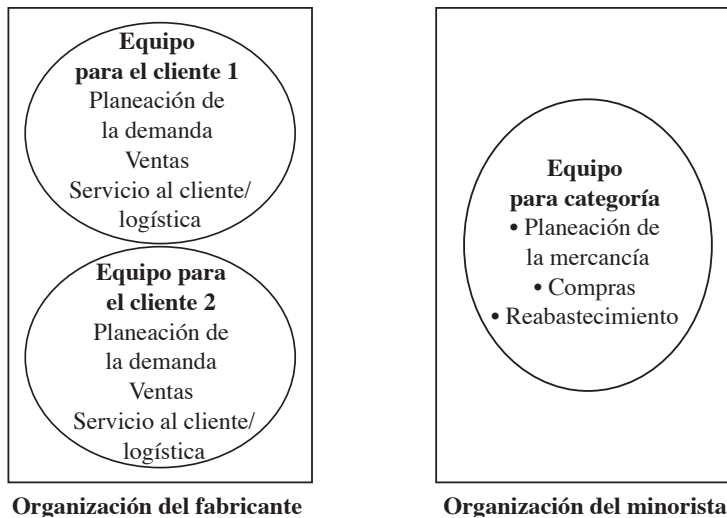 Equipo
para el cliente 1
Planeación de
la demanda
Ventas
Servicio al cliente/
logística
Equipo para
el cliente 2
Planeación de
la demanda
Ventas
Servicio al cliente/
logística
Organización del fabricante
Equipo
para categoría
• Planeación de
la mercancía
• Compras
• Reabastecimiento
Organización del minorista